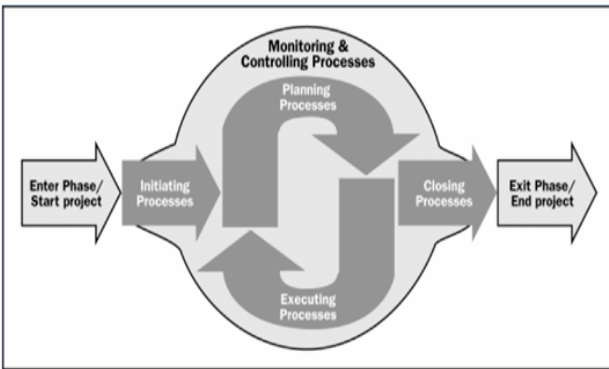 Monitoring &
Controlling Processes
Planning
Processes
Enter Phase/
Start project
Initiating
Processes
Closing
Processes
Exit Phase/
End project
Executing
Processes